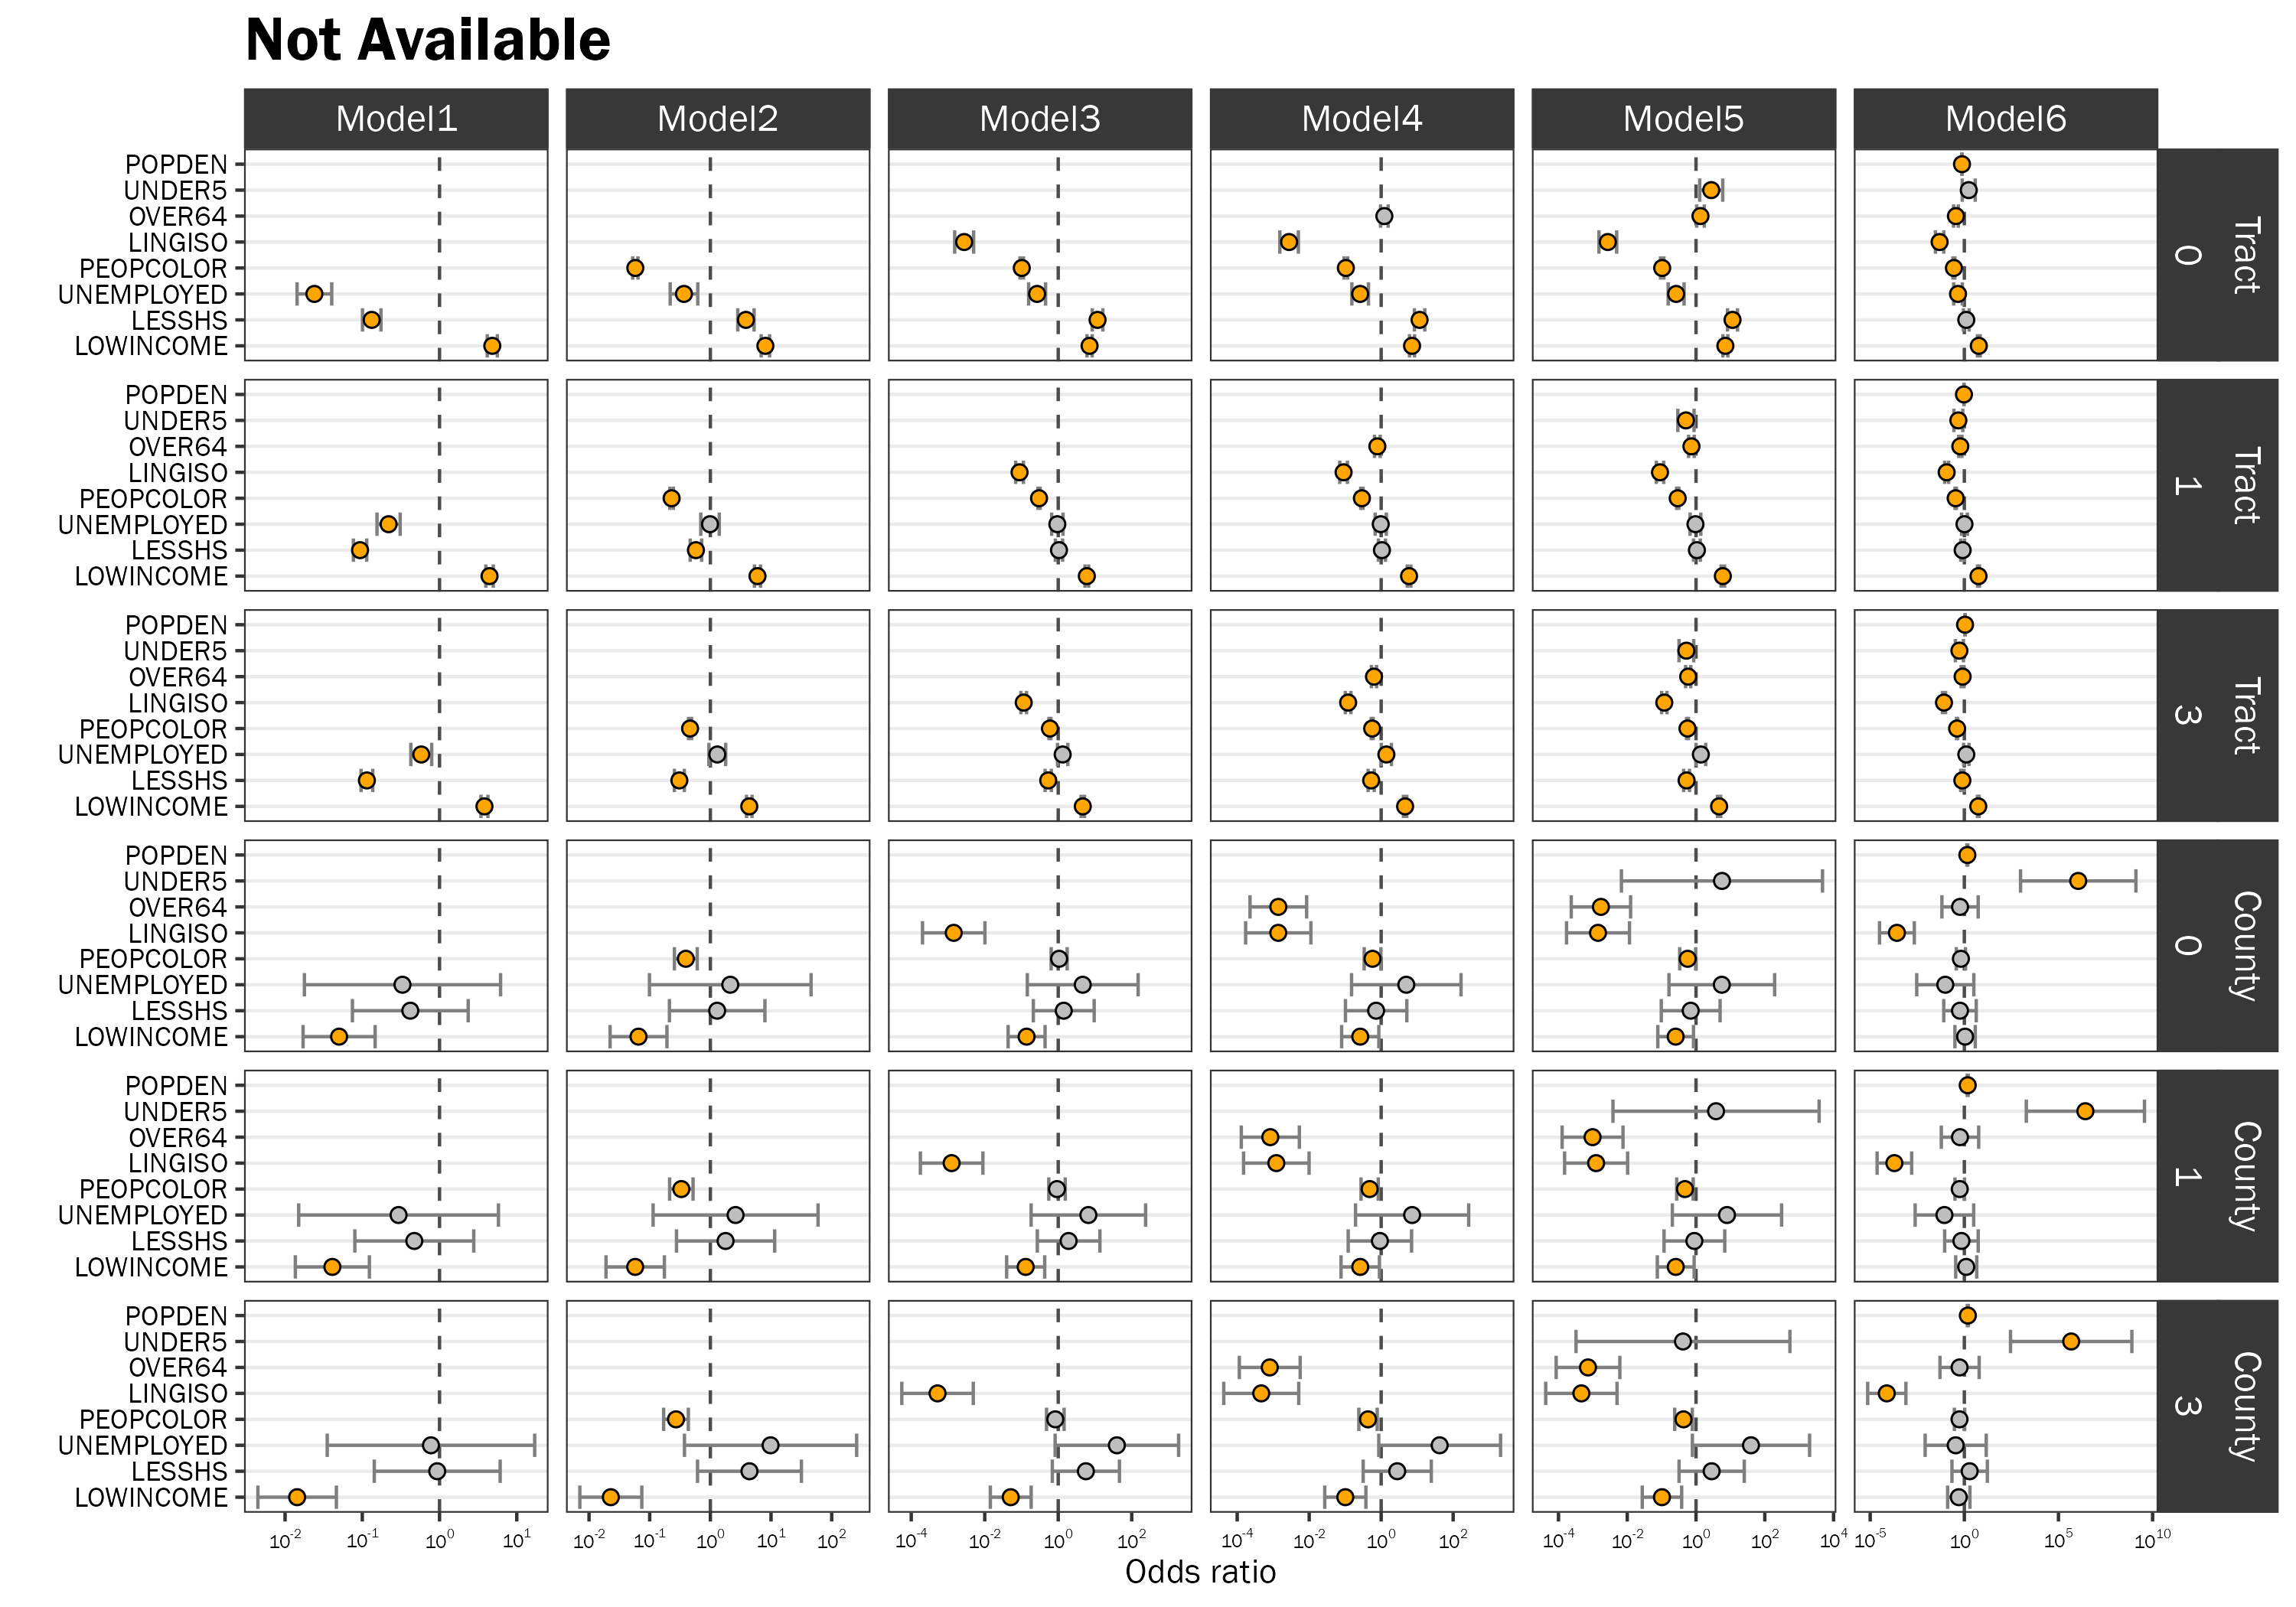 Not Available
Model1 Model2 Model3 Model4 Model5 Model6
POPDEN
UNDER5
OVER64
LINGISO
PEOPCOLOR
UNEMPLOYED
LESSHS
LOWINCOME
Tract
0
POPDEN
UNDER5
OVER64
LINGISO
PEOPCOLOR
UNEMPLOYED
LESSHS
LOWINCOME
Tract
1
POPDEN
UNDER5
OVER64
LINGISO
PEOPCOLOR
UNEMPLOYED
LESSHS
LOWINCOME
Tract
3
POPDEN
UNDER5
OVER64
LINGISO
PEOPCOLOR
UNEMPLOYED
LESSHS
LOWINCOME
County
0
POPDEN
UNDER5
OVER64
LINGISO
PEOPCOLOR
UNEMPLOYED
LESSHS
LOWINCOME
County
1
POPDEN
UNDER5
OVER64
LINGISO
PEOPCOLOR
UNEMPLOYED
LESSHS
LOWINCOME
County
3
10^-2 10^-1 10^0 10^1 10^-2 10^-1 10^0 10^1 10^2 10^-4 10^-2 10^0 10^2 10^-4 10^-2 10^0 10^2 10^-4 10^-2 10^0 10^2 10^4 10^-5 10^0 10^5 10^10
Odds ratio